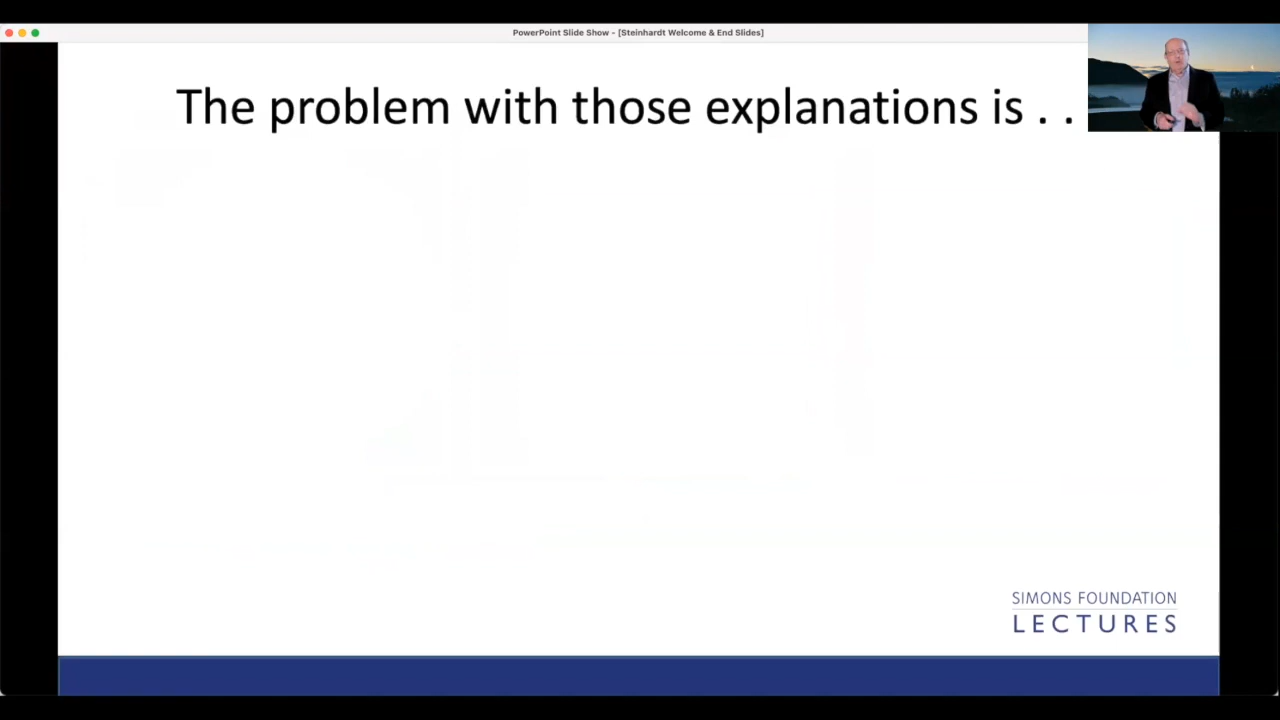 PowerPoint Slide Show - [Steinhardt Welcome & End Slides]
The problem with those explanations is . .
SIMONS FOUNDATION
LECTURES